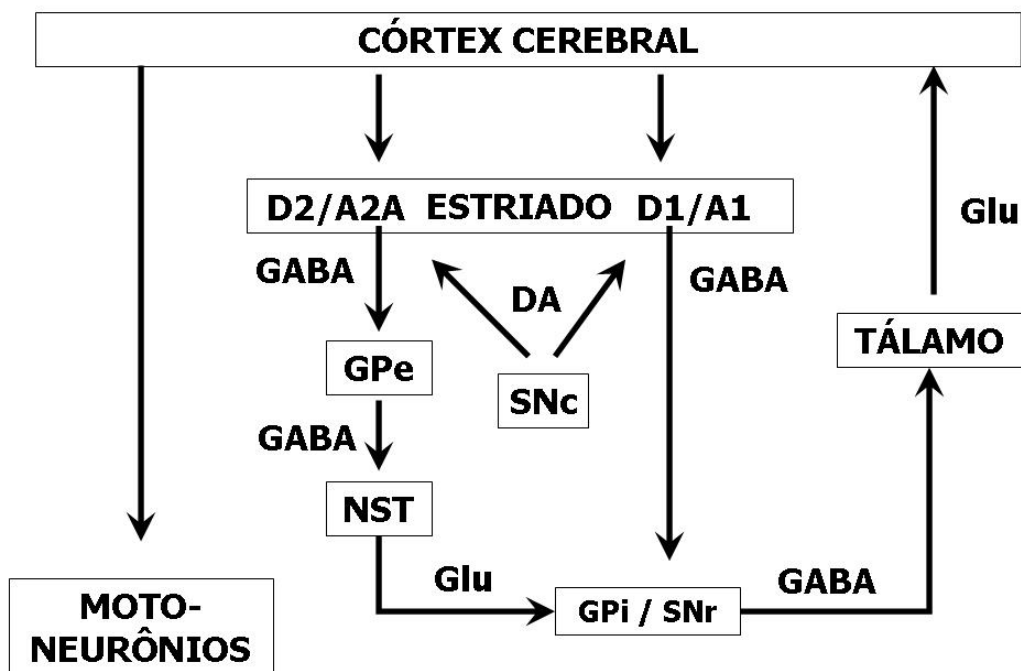 CÓRTEX CEREBRAL
D2/A2A ESTRIADO D1/A1
Glu
GABA
DA
GABA
TÁLAMO
GPe
SNc
GABA
NST
Glu
GABA
MOTO-
NEURÔNIOS
GPi / SNr